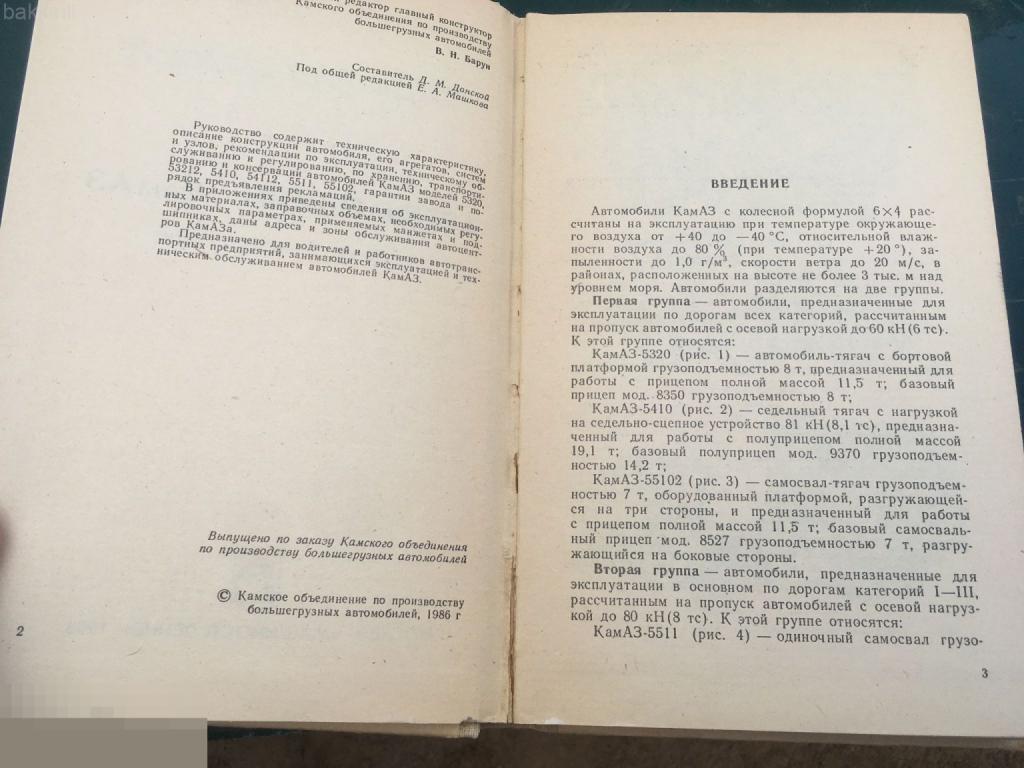 редактор главный конструктор
Камского объединения по производству
большегрузных автомобилей
В. Н. Барун
Составитель Д. М. Донской
Под общей редакцией Е. А. Машкова
Руководство содержит техническую характеристику,
описание конструкции автомобиля, его агрегатов, систем
и узлов, рекомендации по эксплуатации, техническому об-
служиванию и регулированию, по хранению, транспорти-
рованию и консервации автомобилей КамАЗ моделей 5320,
53212, 5410, 54112, 5511, 55102, гарантии завода и по-
рядок предъявления рекламаций.
В приложениях приведены сведения об эксплуатацион-
ных материалах, заправочных объемах, необходимых регу-
лировочных параметрах, применяемых манжетах и под-
шипниках, даны адреса и зоны обслуживания автоцент-
ров КамАЗа.
Предназначено для водителей и работников автотранс-
портных предприятий, занимающихся эксплуатацией и тех-
ническим обслуживанием автомобилей КамАЗ.
Выпущено по заказу Камского объединения
по производству большегрузных автомобилей
© Камское объединение по производству
большегрузных автомобилей, 1986 г
2
ВВЕДЕНИЕ
Автомобили КамАЗ с колесной формулой 6×4 рас-
считаны на эксплуатацию при температуре окружающе-
го воздуха от +40 до —40 °С, относительной влаж-
ности воздуха до 80 % (при температуре +20 °), за-
пыленности до 1,0 г/м³, скорости ветра до 20 м/с, в
районах, расположенных на высоте не более 3 тыс. м над
уровнем моря. Автомобили разделяются на две группы.
Первая группа — автомобили, предназначенные для
эксплуатации по дорогам всех категорий, рассчитанным
на пропуск автомобилей с осевой нагрузкой до 60 кН (6 тс).
К этой группе относятся:
КамАЗ-5320 (рис. 1) — автомобиль-тягач с бортовой
платформой грузоподъемностью 8 т, предназначенный для
работы с прицепом полной массой 11,5 т; базовый
прицеп мод. 8350 грузоподъемностью 8 т;
КамАЗ-5410 (рис. 2) — седельный тягач с нагрузкой
на седельно-сцепное устройство 81 кН (8,1 тс), предназна-
ченный для работы с полуприцепом полной массой
19,1 т; базовый полуприцеп мод. 9370 грузоподъем-
ностью 14,2 т;
КамАЗ-55102 (рис. 3) — самосвал-тягач грузоподъем-
ностью 7 т, оборудованный платформой, разгружающей-
ся на три стороны, и предназначенный для работы
с прицепом полной массой 11,5 т; базовый самосваль-
ный прицеп мод. 8527 грузоподъемностью 7 т, разгру-
жающийся на боковые стороны.
Вторая группа — автомобили, предназначенные для
эксплуатации в основном по дорогам категорий I—III,
рассчитанным на пропуск автомобилей с осевой нагруз-
кой до 80 кН (8 тс). К этой группе относятся:
КамАЗ-5511 (рис. 4) — одиночный самосвал грузо-
3